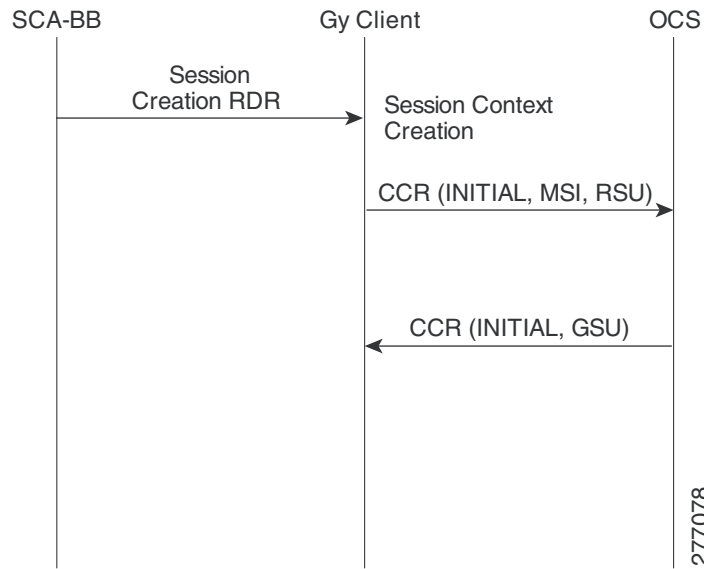 SCA-BB
Gy Client
OCS
Session
Creation RDR
Session Context
Creation
CCR (INITIAL, MSI, RSU)
CCR (INITIAL, GSU)
277078